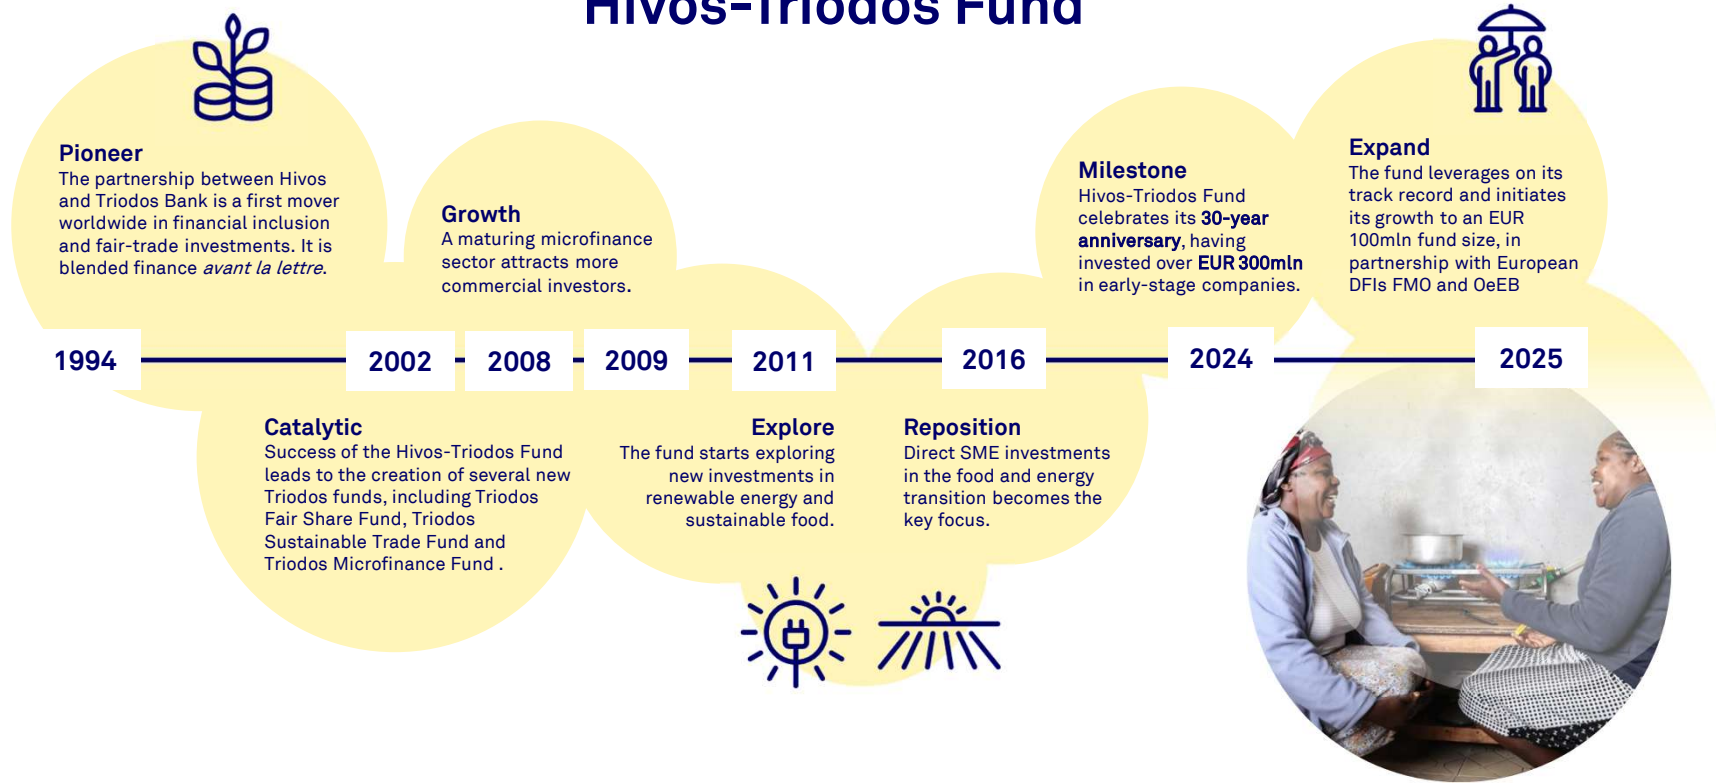 Hivos-Triodos Fund
Pioneer
The partnership between Hivos
and Triodos Bank is a first mover
worldwide in financial inclusion
and fair-trade investments. It is
blended finance avant la lettre.
Growth
A maturing microfinance
sector attracts more
commercial investors.
Milestone
Hivos-Triodos Fund
celebrates its 30-year
anniversary, having
invested over EUR 300mln
in early-stage companies.
Expand
The fund leverages on its
track record and initiates
its growth to an EUR
100mln fund size, in
partnership with European
DFIs FMO and OeEB
1994
2002
2008
2009
2011
2016
2024
2025
Catalytic
Success of the Hivos-Triodos Fund
leads to the creation of several new
Triodos funds, including Triodos
Fair Share Fund, Triodos
Sustainable Trade Fund and
Triodos Microfinance Fund .
Explore
The fund starts exploring
new investments in
renewable energy and
sustainable food.
Reposition
Direct SME investments
in the food and energy
transition becomes the
key focus.